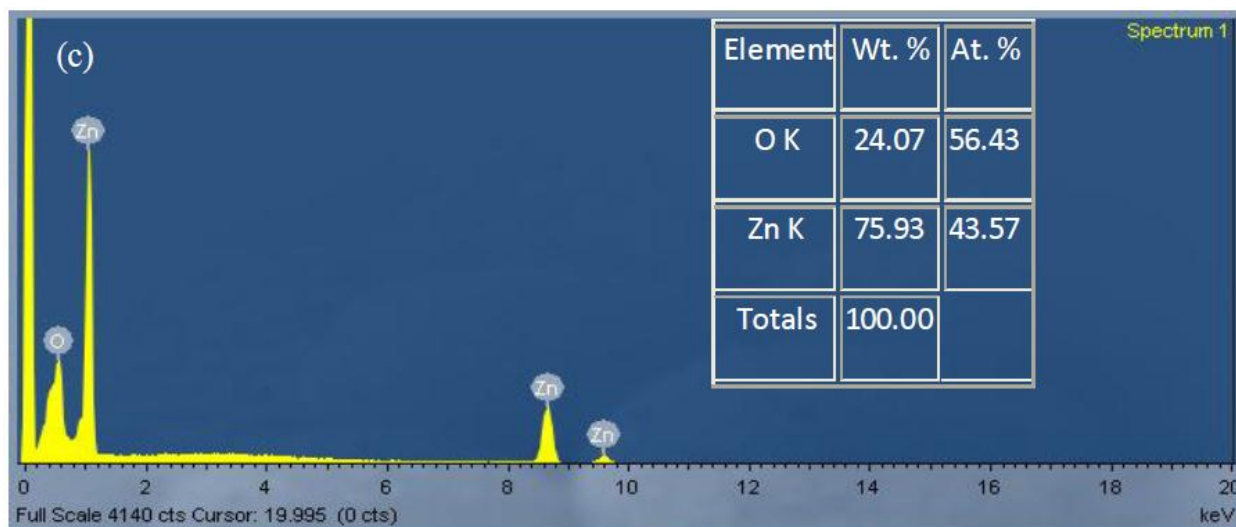 (c)
Spectrum 1
Element Wt. % At. %
O K 24.07 56.43
Zn K 75.93 43.57
Totals 100.00
Zn
O
Zn
Zn
0 2 4 6 8 10 12 14 16 18 20
Full Scale 4140 cts Cursor: 19.995 (0 cts) keV